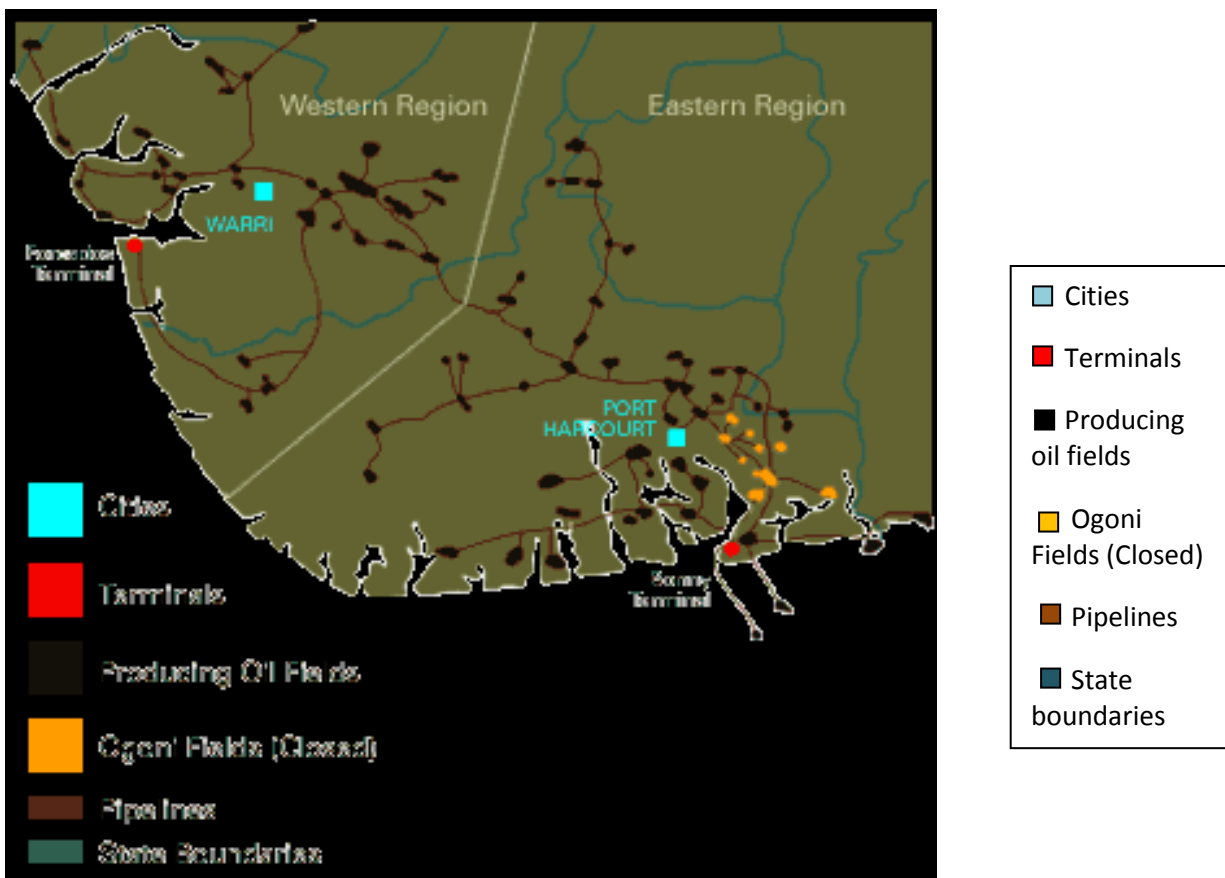 Western Region
Eastern Region
WARRI
Terminal
PORT
HARCOURT
Bonny
Terminal
Cities
Terminals
Producing Oil Fields
Ogoni Fields (Closed)
Pipelines
State Boundaries
Cities
Terminals
Producing
oil fields
Ogoni
Fields (Closed)
Pipelines
State
boundaries